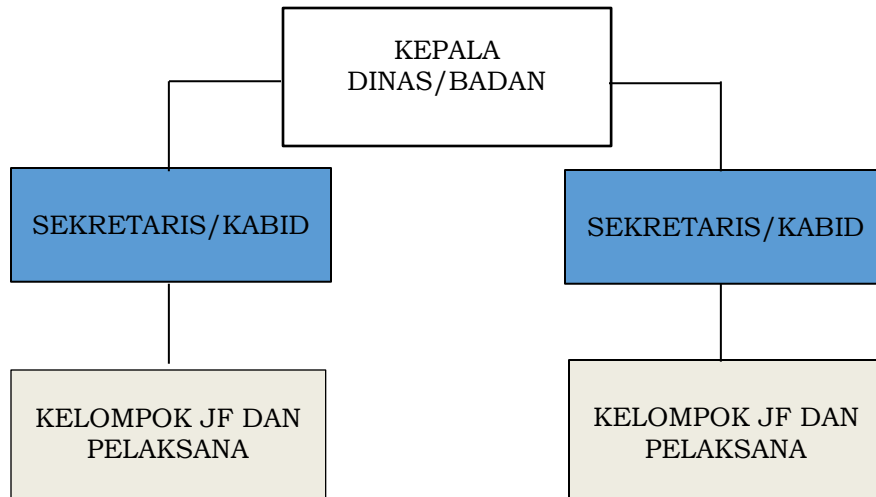 KEPALA
DINAS/BADAN
SEKRETARIS/KABID
SEKRETARIS/KABID
KELOMPOK JF DAN
PELAKSANA
KELOMPOK JF DAN
PELAKSANA